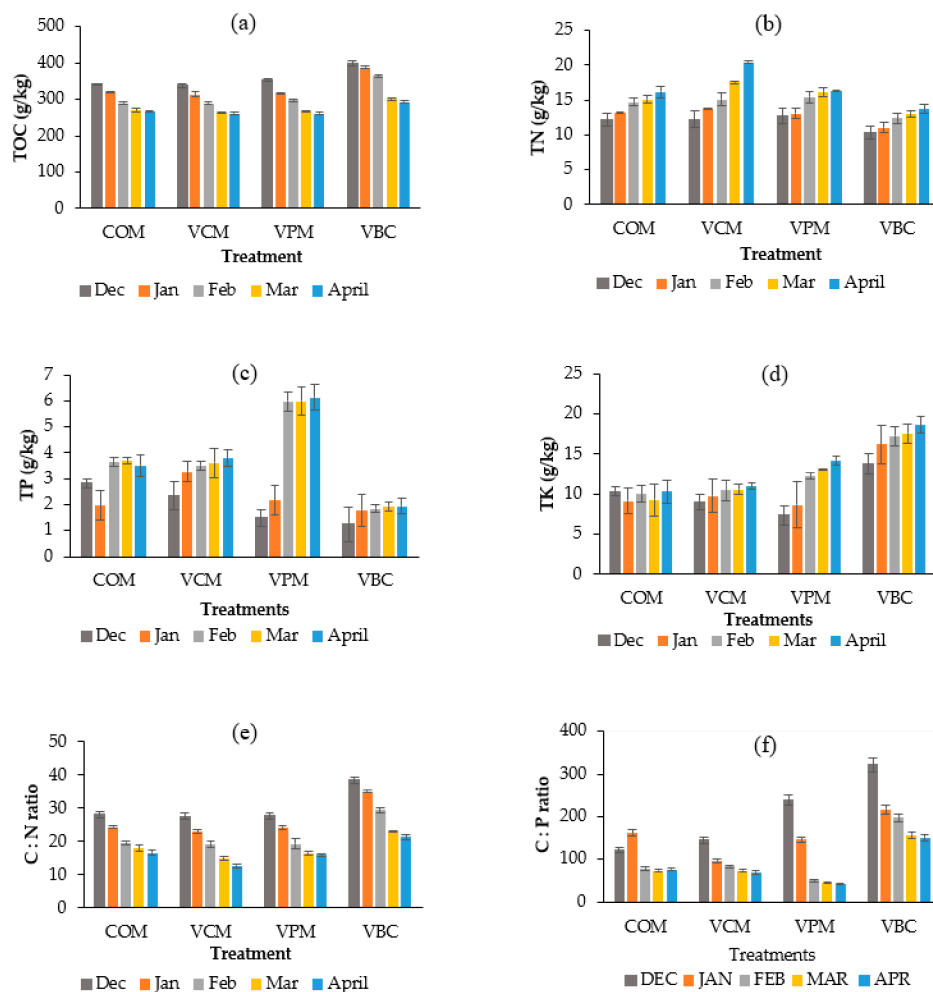 (a)
TOC (g/kg)
500
400
300
200
100
0
COM VCM VPM VBC
Treatment
Dec Jan Feb Mar April
(b)
TN (g/kg)
25
20
15
10
5
0
COM VCM VPM VBC
Treatment
Dec Jan Feb Mar April
(c)
TP (g/kg)
7
6
5
4
3
2
1
0
COM VCM VPM VBC
Treatments
Dec Jan Feb Mar April
(d)
TK (g/kg)
25
20
15
10
5
0
COM VCM VPM VBC
Treatments
Dec Jan Feb Mar April
(e)
C : N ratio
50
40
30
20
10
0
COM VCM VPM VBC
Treatment
Dec Jan Feb Mar April
(f)
C : P ratio
400
300
200
100
0
COM VCM VPM VBC
Treatments
DEC JAN FEB MAR APR